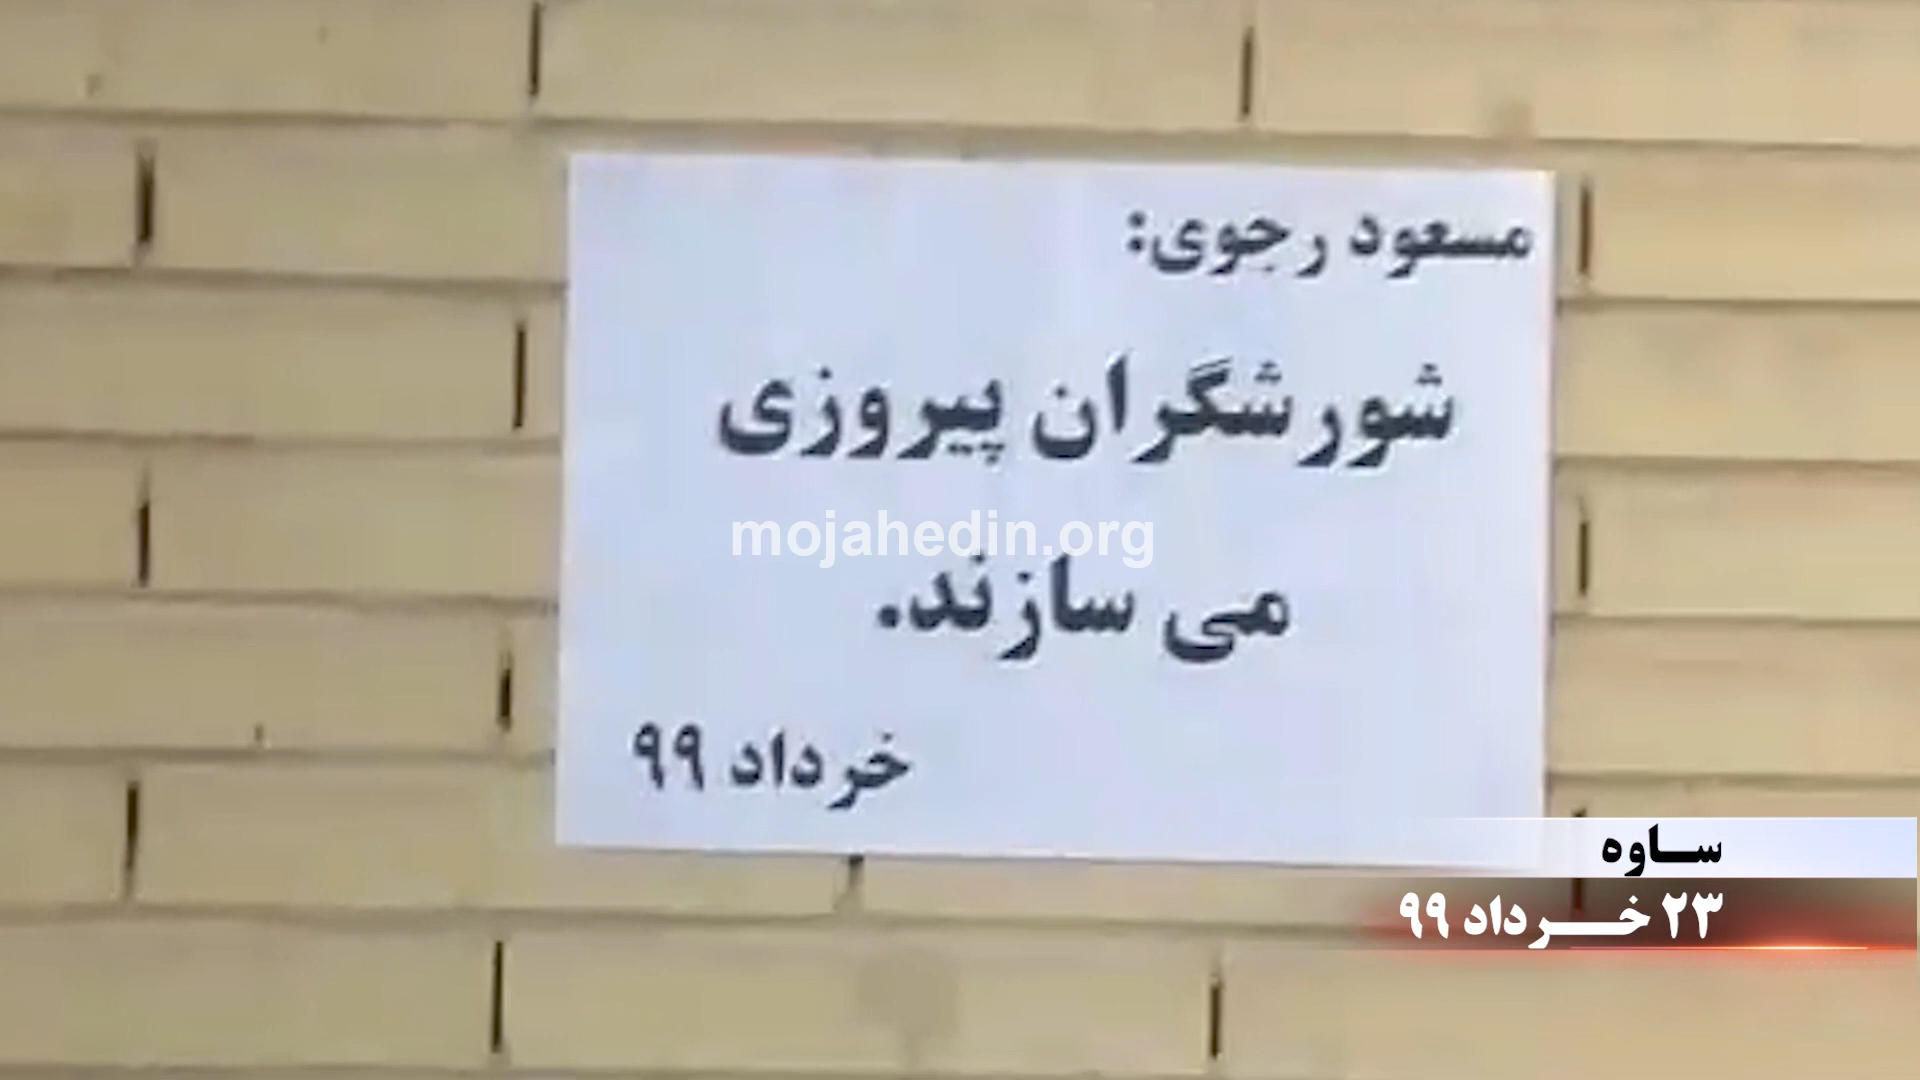 مسعود رجوی:
شورشگران پیروزی
mojahedin.org
می سازند.
خرداد ۹۹
ساوه
۲۳ خرداد ۹۹